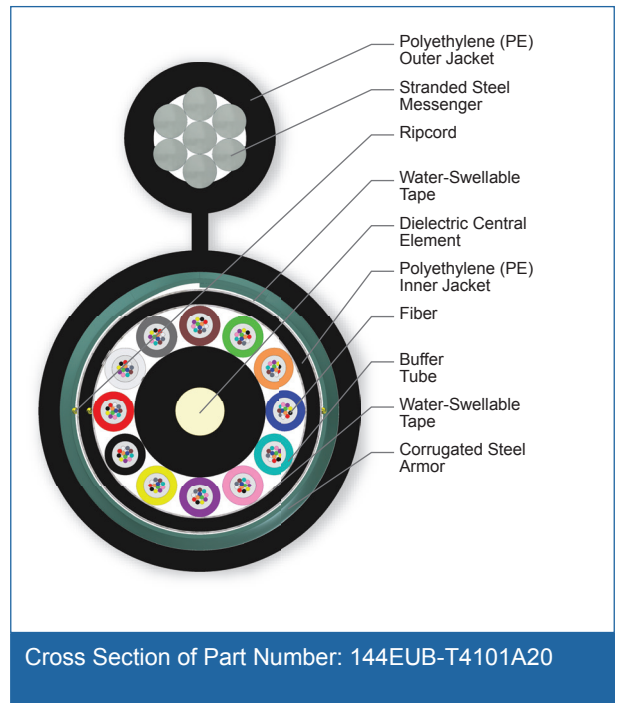 Polyethylene (PE)
Outer Jacket
Stranded Steel
Messenger
Ripcord
Water-Swellable
Tape
Dielectric Central
Element
Polyethylene (PE)
Inner Jacket
Fiber
Buffer
Tube
Water-Swellable
Tape
Corrugated Steel
Armor
Cross Section of Part Number: 144EUB-T4101A20